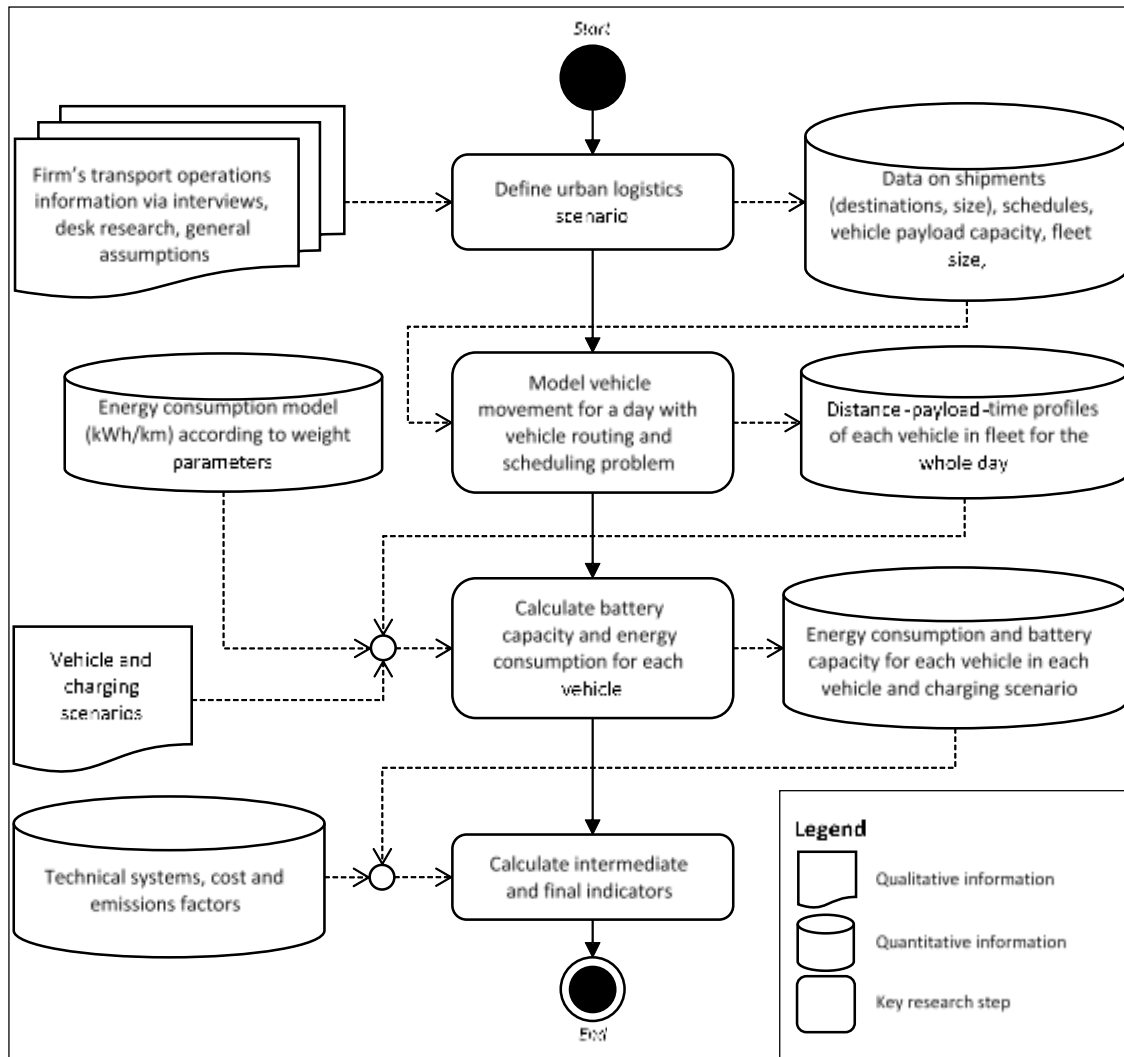 Start
Firm's transport operations
information via interviews,
desk research, general
assumptions
Define urban logistics
scenario
Data on shipments
(destinations, size), schedules,
vehicle payload capacity, fleet
size,
Energy consumption model
(kWh/km) according to weight
parameters
Model vehicle
movement for a day with
vehicle routing and
scheduling problem
Distance-payload-time profiles
of each vehicle in fleet for the
whole day
Vehicle and
charging
scenarios
Calculate battery
capacity and energy
consumption for each
vehicle
Energy consumption and battery
capacity for each vehicle in each
vehicle and charging scenario
Technical systems, cost and
emissions factors
Calculate intermediate
and final indicators
End
Legend
Qualitative information
Quantitative information
Key research step